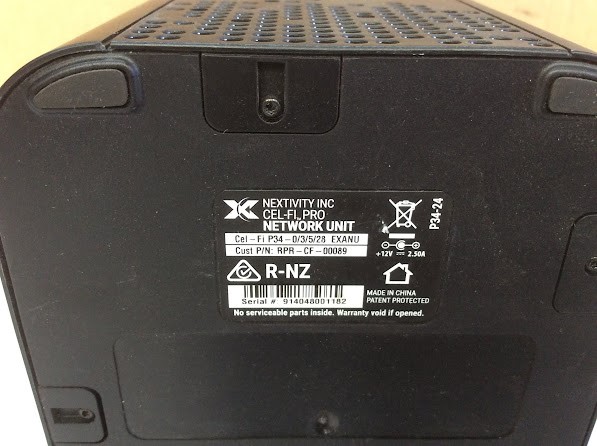 NEXTIVITY INC
CEL-FI™ PRO
NETWORK UNIT
Cel-Fi P34-0/3/5/28 EXANU
Cust P/N: RPR-CF-00089
R-NZ
Serial # 914048001182
No serviceable parts inside. Warranty void if opened.
+12V 2.50A
MADE IN CHINA
PATENT PROTECTED
P34-24